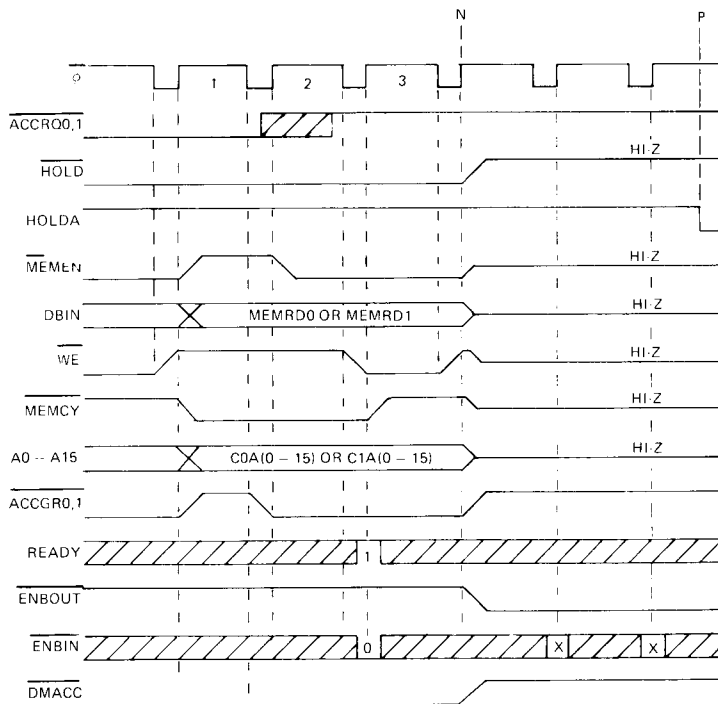 N P
φ 1 2 3
ACCRQ0,1
HOLD HI-Z
HOLDA
MEMEN HI-Z
DBIN MEMRD0 OR MEMRD1 HI-Z
WE HI-Z
MEMCY HI-Z
A0 -- A15 C0A(0 – 15) OR C1A(0 – 15) HI-Z
ACCGR0,1
READY 1
ENBOUT
ENBIN 0 X X
DMACC